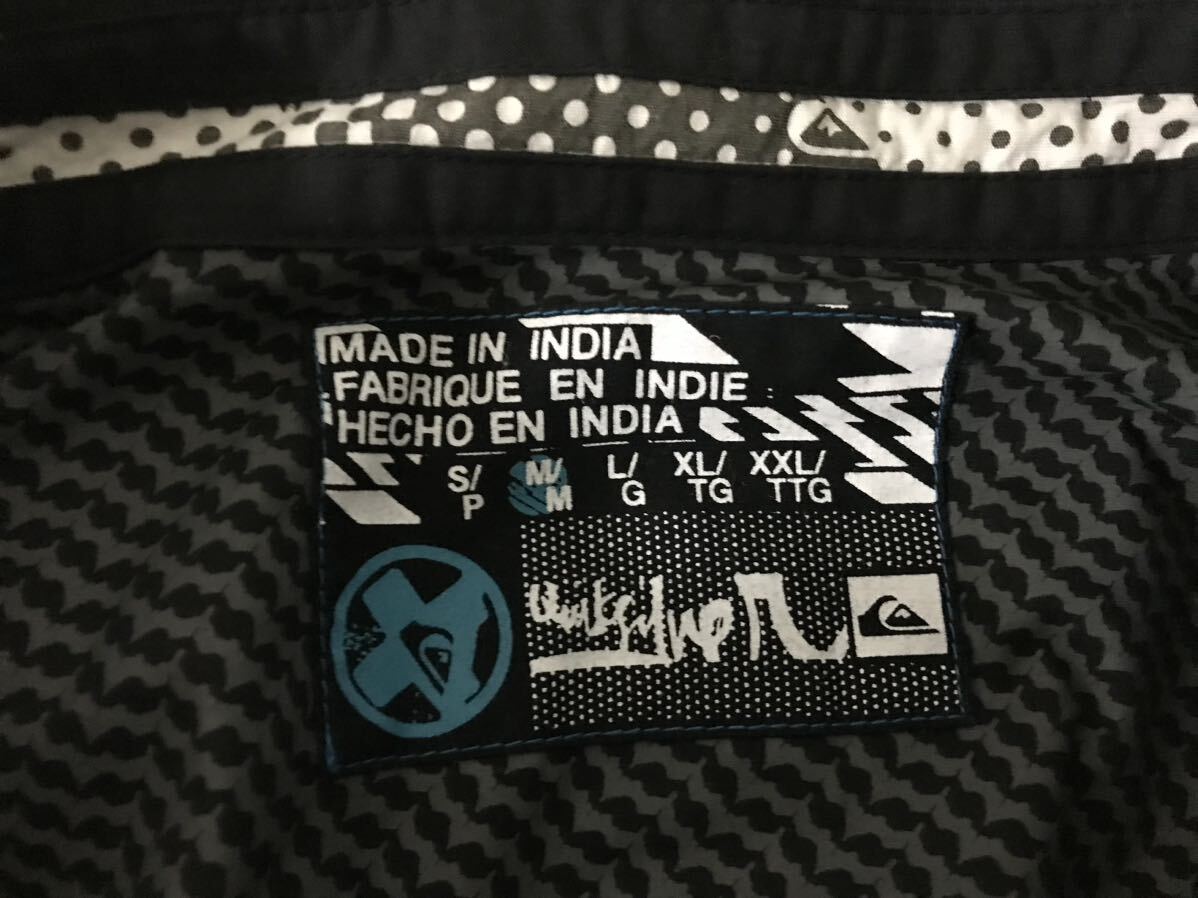 MADE IN INDIA
FABRIQUE EN INDIE
HECHO EN INDIA
S/ M/ L/ XL/ XXL/
P M G TG TTG
Quiksilver